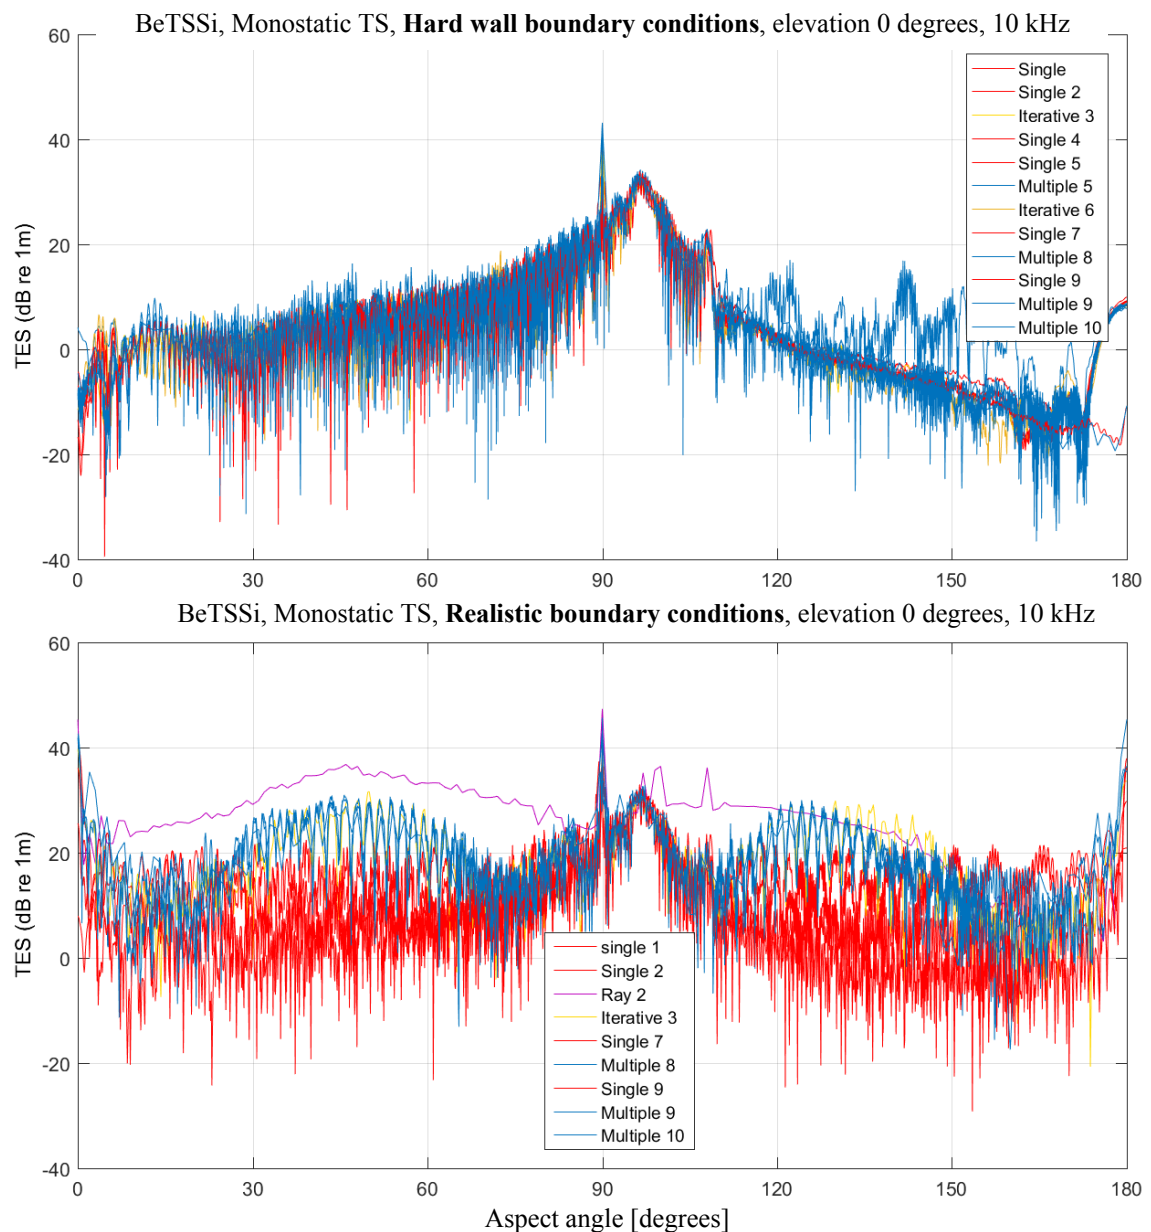 BeTSSi, Monostatic TS, Hard wall boundary conditions, elevation 0 degrees, 10 kHz
60
40
20
0
-20
-40
TES (dB re 1m)
Single
Single 2
Iterative 3
Single 4
Single 5
Multiple 5
Iterative 6
Single 7
Multiple 8
Single 9
Multiple 9
Multiple 10
0 30 60 90 120 150 180
BeTSSi, Monostatic TS, Realistic boundary conditions, elevation 0 degrees, 10 kHz
60
40
20
0
-20
-40
TES (dB re 1m)
single 1
Single 2
Ray 2
Iterative 3
Single 7
Multiple 8
Single 9
Multiple 9
Multiple 10
0 30 60 90 120 150 180
Aspect angle [degrees]